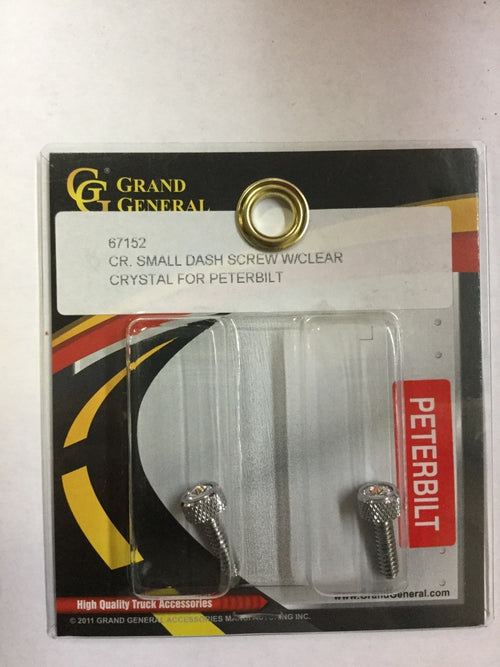 GG®
GRAND
GENERAL
67152
CR. SMALL DASH SCREW W/CLEAR
CRYSTAL FOR PETERBILT
PETERBILT
www.GrandGeneral.com
High Quality Truck Accessories
© 2011 GRAND GENERAL ACCESSORIES MANUFACTURING INC.